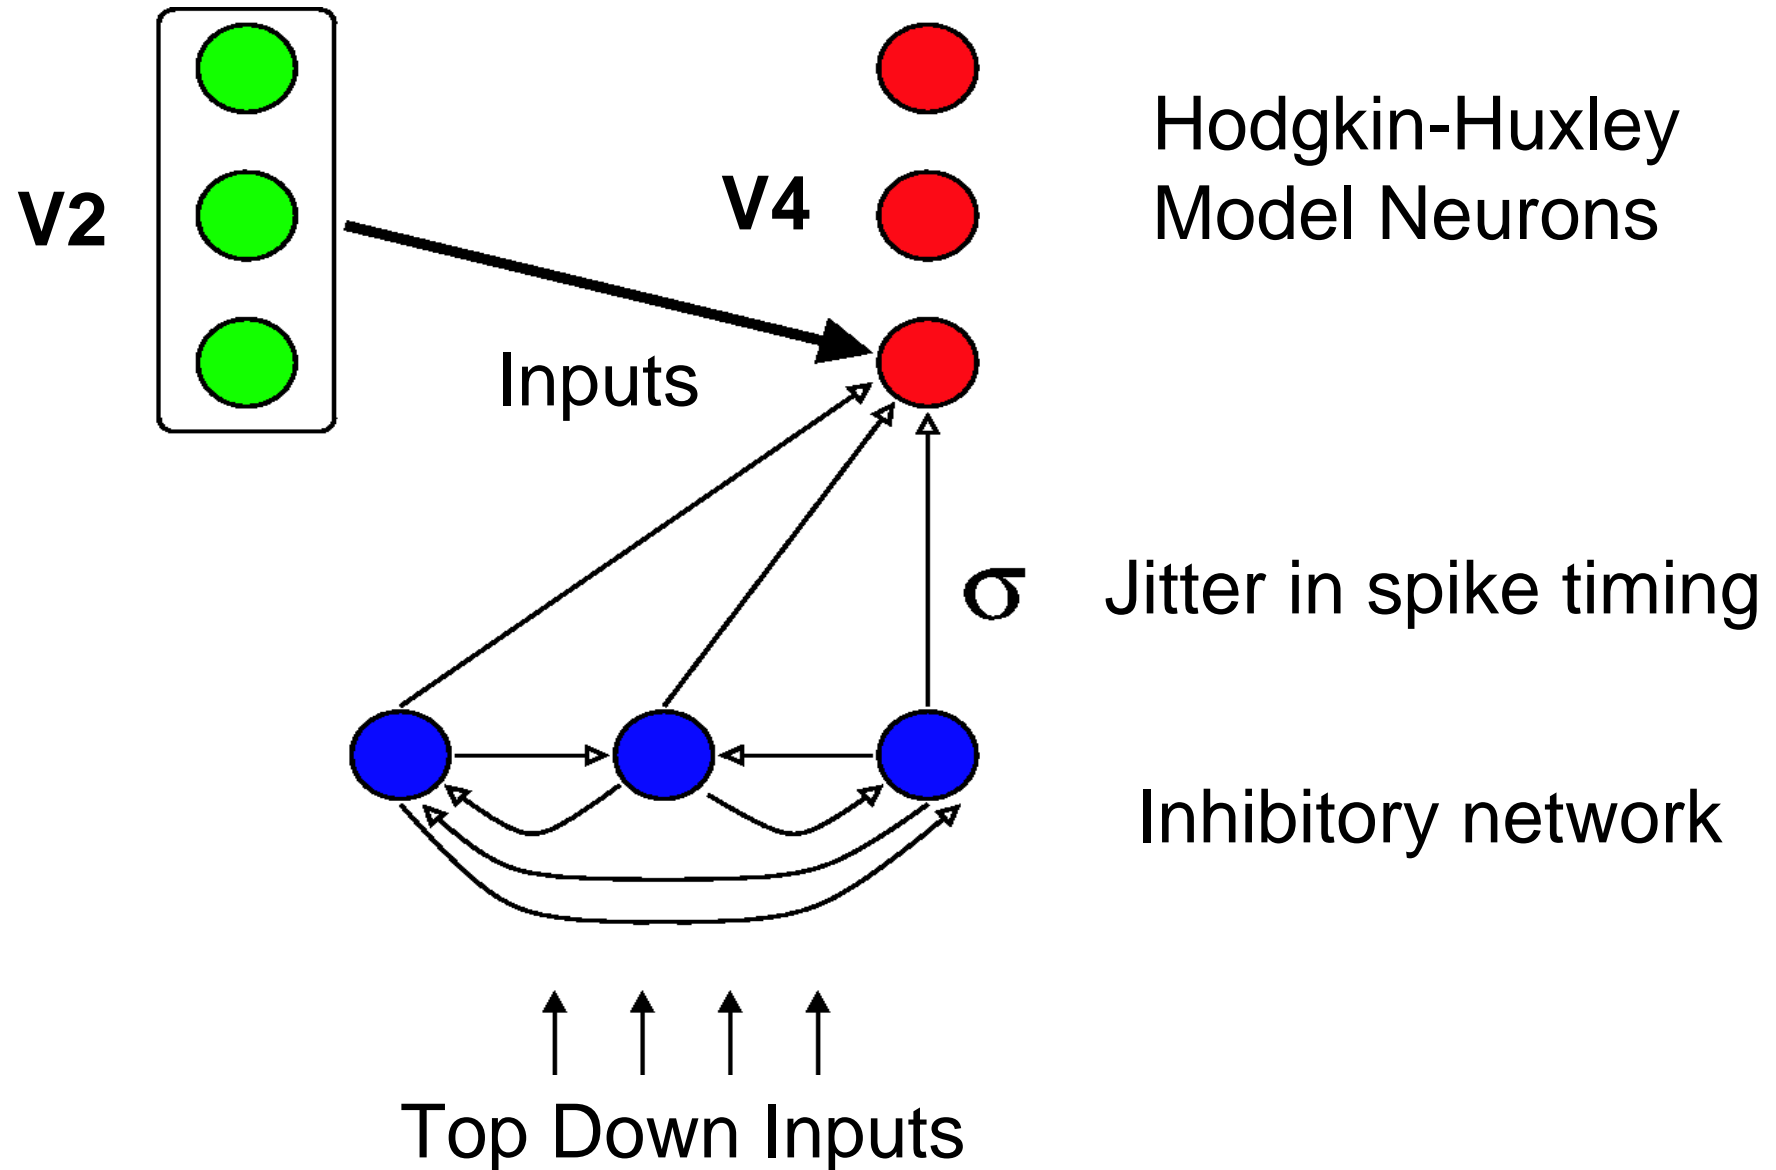 V2
V4
Hodgkin-Huxley
Model Neurons
Inputs
σ
Jitter in spike timing
Inhibitory network
Top Down Inputs